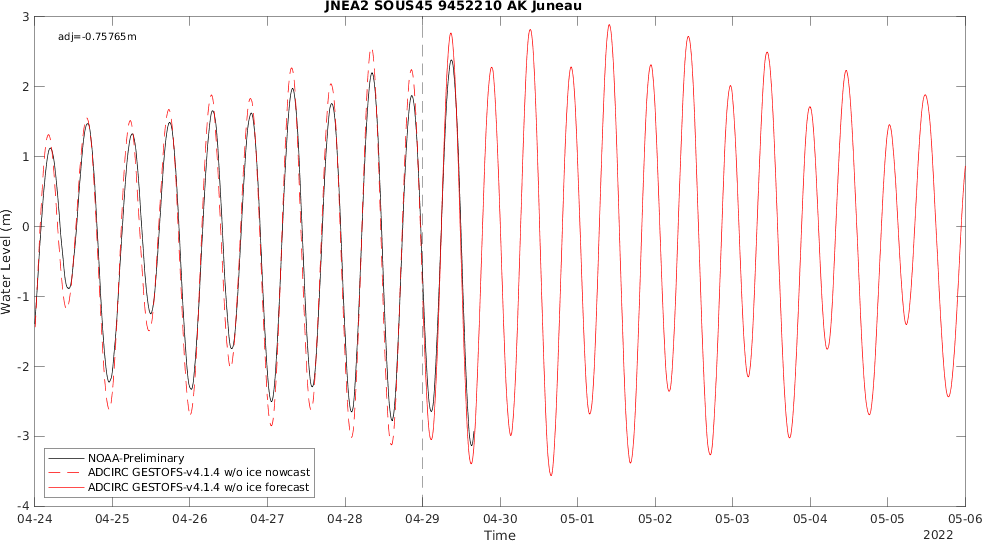 JNEA2 SOUS45 9452210 AK Juneau
adj=-0.75765m
3
2
1
0
-1
-2
-3
-4
Water Level (m)
NOAA-Preliminary
ADCIRC GESTOFS-v4.1.4 w/o ice nowcast
ADCIRC GESTOFS-v4.1.4 w/o ice forecast
04-24 04-25 04-26 04-27 04-28 04-29 04-30 05-01 05-02 05-03 05-04 05-05 05-06
Time
2022